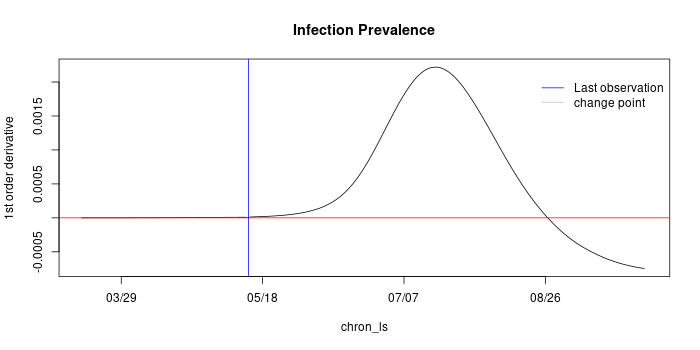 Infection Prevalence
1st order derivative
0.0015
0.0005
-0.0005
Last observation
change point
03/29
05/18
07/07
08/26
chron_ls